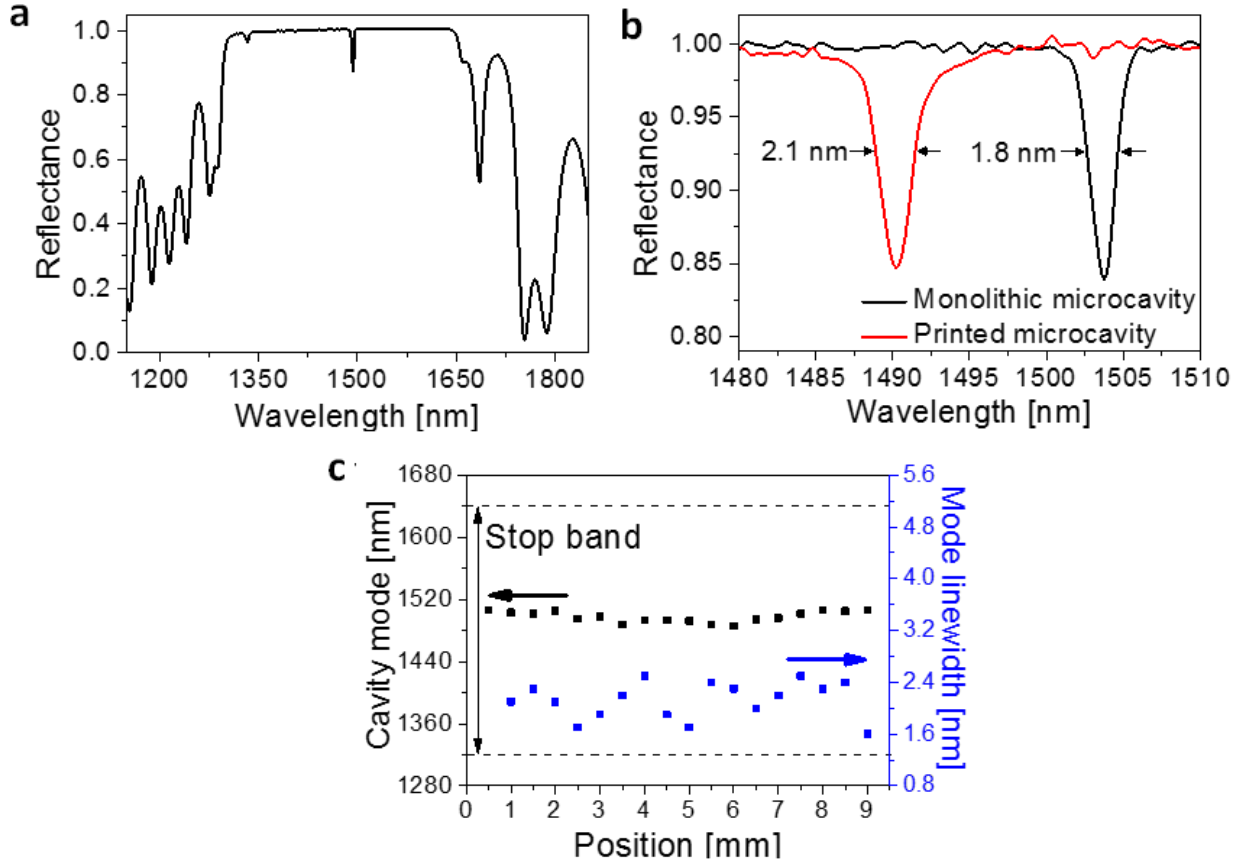 a
1.0
0.8
0.6
0.4
0.2
0.0
Reflectance
1200 1350 1500 1650 1800
Wavelength [nm]
b
1.00
0.95
0.90
0.85
0.80
Reflectance
2.1 nm
1.8 nm
Monolithic microcavity
Printed microcavity
1480 1485 1490 1495 1500 1505 1510
Wavelength [nm]
c
1680
1600
1520
1440
1360
1280
Cavity mode [nm]
Stop band
5.6
4.8
4.0
3.2
2.4
1.6
0.8
Mode linewidth [nm]
0 1 2 3 4 5 6 7 8 9
Position [mm]